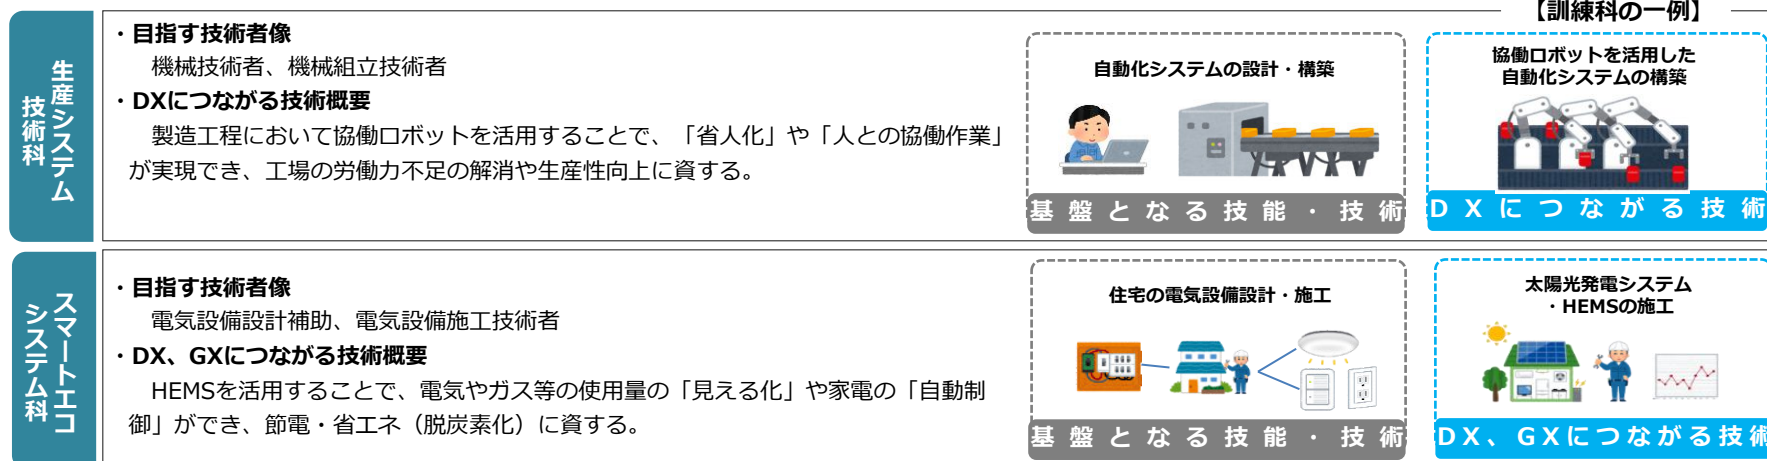 【訓練科の一例】
生産システム
技術科
・目指す技術者像
機械技術者、機械組立技術者
・DXにつながる技術概要
製造工程において協働ロボットを活用することで、「省人化」や「人との協働作業」
が実現でき、工場の労働力不足の解消や生産性向上に資する。
自動化システムの設計・構築
基盤となる技能・技術
協働ロボットを活用した
自動化システムの構築
DXにつながる技術
スマートエコ
システム科
・目指す技術者像
電気設備設計補助、電気設備施工技術者
・DX、GXにつながる技術概要
HEMSを活用することで、電気やガス等の使用量の「見える化」や家電の「自動制
御」ができ、節電・省エネ（脱炭素化）に資する。
住宅の電気設備設計・施工
基盤となる技能・技術
太陽光発電システム
・HEMSの施工
DX、GXにつながる技術